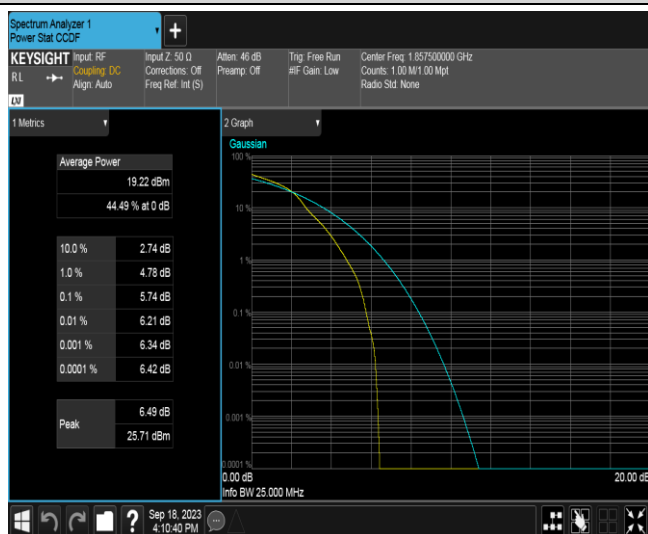 Spectrum Analyzer 1
Power Stat CCDF
+
KEYSIGHT
RL
LXI
Input: RF
Coupling: DC
Align: Auto
Input Z: 50 Ω
Corrections: Off
Freq Ref: Int (S)
Atten: 46 dB
Preamp: Off
Trig: Free Run
#IF Gain: Low
Center Freq: 1.857500000 GHz
Counts: 1.00 M/1.00 Mpt
Radio Std: None
1 Metrics
Average Power
19.22 dBm
44.49 % at 0 dB
10.0 % 2.74 dB
1.0 % 4.78 dB
0.1 % 5.74 dB
0.01 % 6.21 dB
0.001 % 6.34 dB
0.0001 % 6.42 dB
Peak
6.49 dB
25.71 dBm
2 Graph
Gaussian
100 %
10 %
1 %
0.1 %
0.01 %
0.001 %
0.0001 %
0.00 dB
20.00 dB
Info BW 25.000 MHz
?
Sep 18, 2023
4:10:40 PM